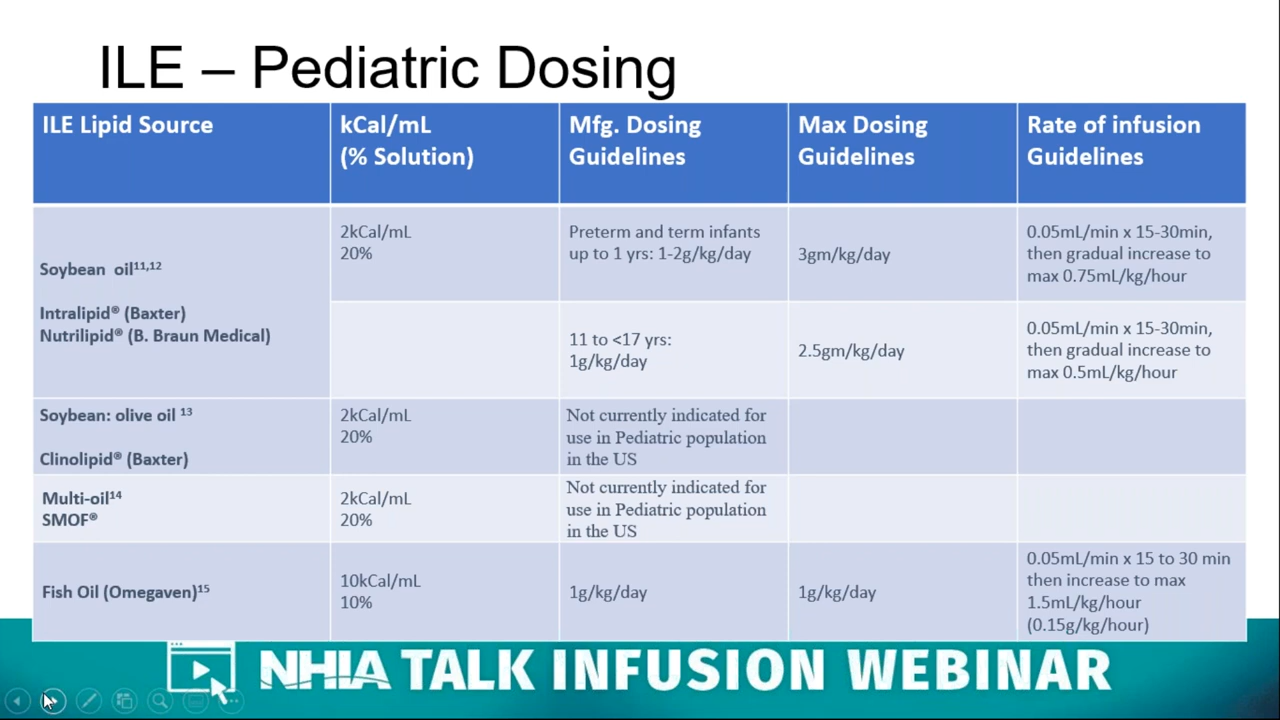 ILE – Pediatric Dosing
ILE Lipid Source
kCal/mL
(% Solution)
Mfg. Dosing
Guidelines
Max Dosing
Guidelines
Rate of infusion
Guidelines
Soybean oil11,12
Intralipid® (Baxter)
Nutrilipid® (B. Braun Medical)
2kCal/mL
20%
Preterm and term infants
up to 1 yrs: 1-2g/kg/day
3gm/kg/day
0.05mL/min x 15-30min,
then gradual increase to
max 0.75mL/kg/hour
11 to <17 yrs:
1g/kg/day
2.5gm/kg/day
0.05mL/min x 15-30min,
then gradual increase to
max 0.5mL/kg/hour
Soybean: olive oil 13
Clinolipid® (Baxter)
2kCal/mL
20%
Not currently indicated for
use in Pediatric population
in the US
Multi-oil14
SMOF®
2kCal/mL
20%
Not currently indicated for
use in Pediatric population
in the US
Fish Oil (Omegaven)15
10kCal/mL
10%
1g/kg/day
1g/kg/day
0.05mL/min x 15 to 30 min
then increase to max
1.5mL/kg/hour
(0.15g/kg/hour)
NHIA TALK INFUSION WEBINAR